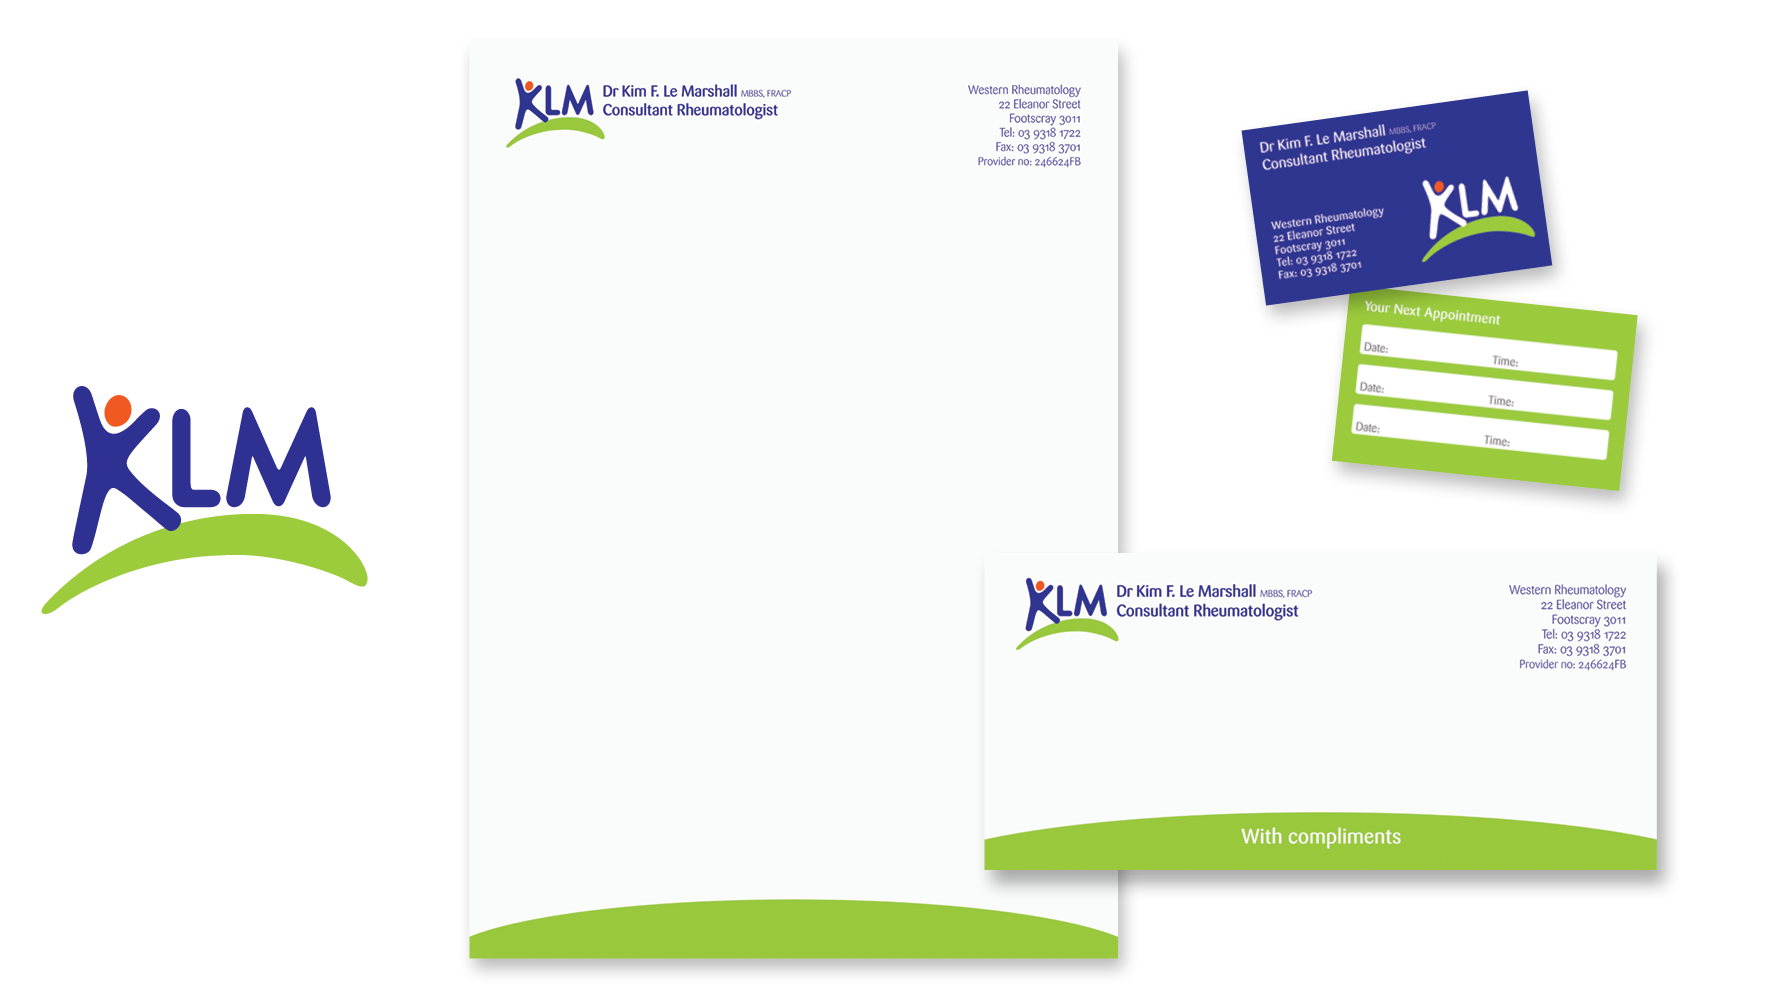 KLM
KLM
Dr Kim F. Le Marshall MBBS, FRACP
Consultant Rheumatologist
Western Rheumatology
22 Eleanor Street
Footscray 3011
Tel: 03 9318 1722
Fax: 03 9318 3701
Provider no: 246624FB
Dr Kim F. Le Marshall MBBS, FRACP
Consultant Rheumatologist
KLM
Western Rheumatology
22 Eleanor Street
Footscray 3011
Tel: 03 9318 1722
Fax: 03 9318 3701
Your Next Appointment
Date: Time:
Date: Time:
Date: Time:
KLM
Dr Kim F. Le Marshall MBBS, FRACP
Consultant Rheumatologist
Western Rheumatology
22 Eleanor Street
Footscray 3011
Tel: 03 9318 1722
Fax: 03 9318 3701
Provider no: 246624FB
With compliments